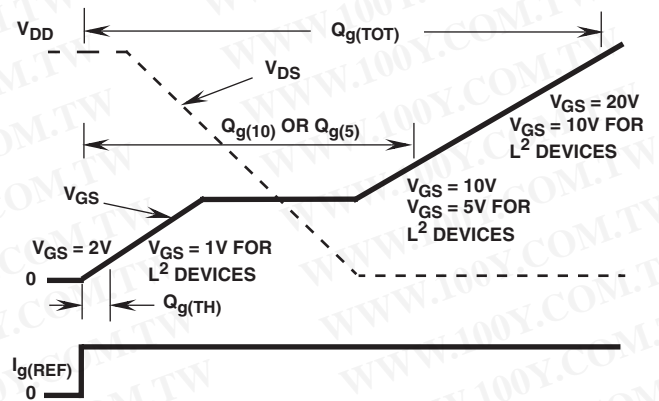 V_DD
Q_g(TOT)
V_DS
V_GS = 20V
V_GS = 10V FOR
L² DEVICES
Q_g(10) OR Q_g(5)
V_GS
V_GS = 10V
V_GS = 5V FOR
L² DEVICES
V_GS = 2V
V_GS = 1V FOR
L² DEVICES
0
Q_g(TH)
I_g(REF)
0
WWW.100Y.COM.TW